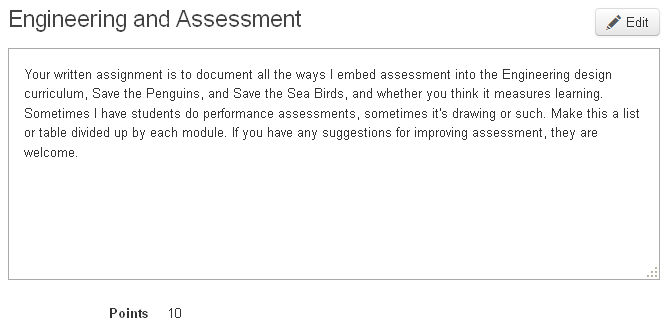 Engineering and Assessment
Edit
Your written assignment is to document all the ways I embed assessment into the Engineering design
curriculum, Save the Penguins, and Save the Sea Birds, and whether you think it measures learning.
Sometimes I have students do performance assessments, sometimes it's drawing or such. Make this a list
or table divided up by each module. If you have any suggestions for improving assessment, they are
welcome.
Points 10